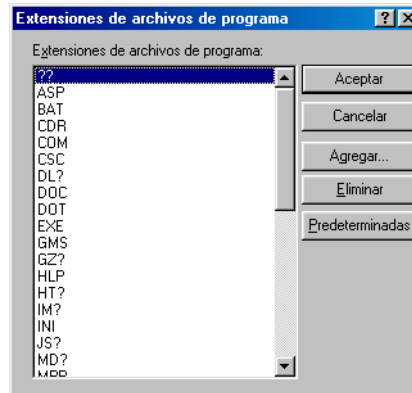 Extensiones de archivos de programa
Extensiones de archivos de programa:
??
ASP
BAT
CDR
COM
CSC
DL?
DOC
DOT
EXE
GMS
GZ?
HLP
HT?
IM?
INI
JS?
MD?
MPP
Aceptar
Cancelar
Agregar...
Eliminar
Predeterminadas